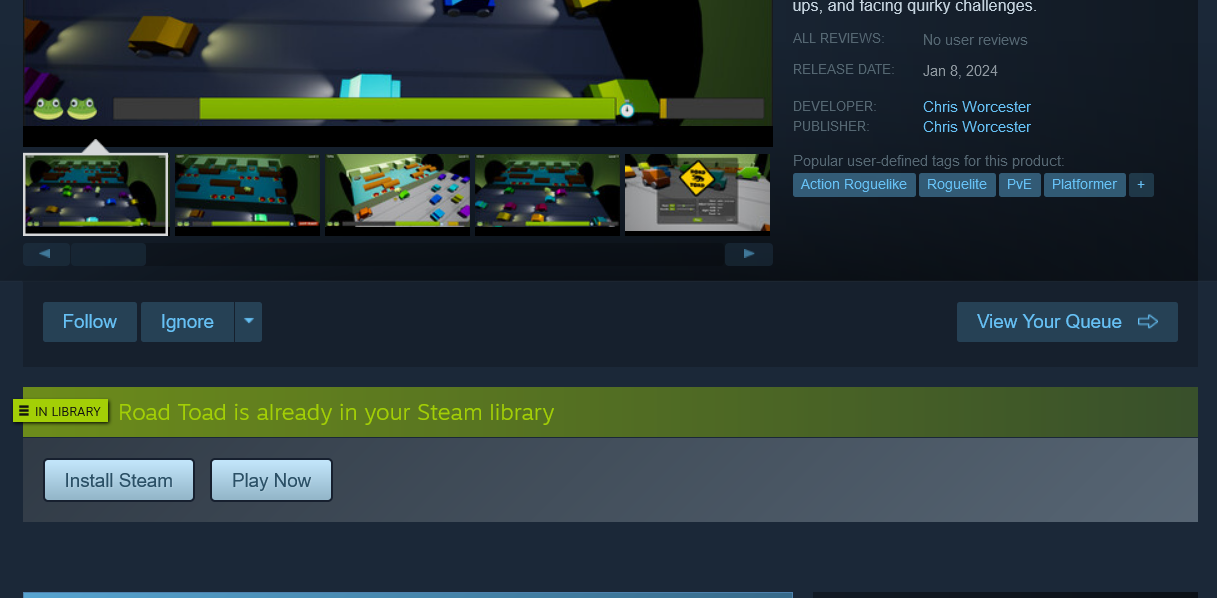 ups, and facing quirky challenges.
ALL REVIEWS: No user reviews
RELEASE DATE: Jan 8, 2024
DEVELOPER: Chris Worcester
PUBLISHER: Chris Worcester
Popular user-defined tags for this product:
Action Roguelike Roguelite PvE Platformer +
ROAD
TOAD
Follow Ignore View Your Queue
IN LIBRARY Road Toad is already in your Steam library
Install Steam Play Now